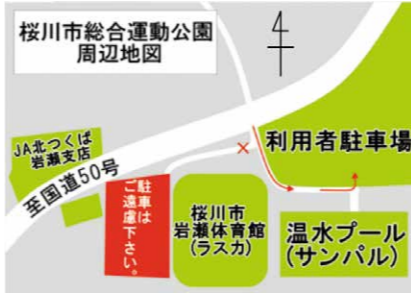 桜川市総合運動公園
周辺地図
4
JA北つくば
岩瀬支店
至国道50号
利用者駐車場
駐車は
ご遠慮下さい。
桜川市
岩瀬体育館
(ラスカ)
温水プール
(サンパル)